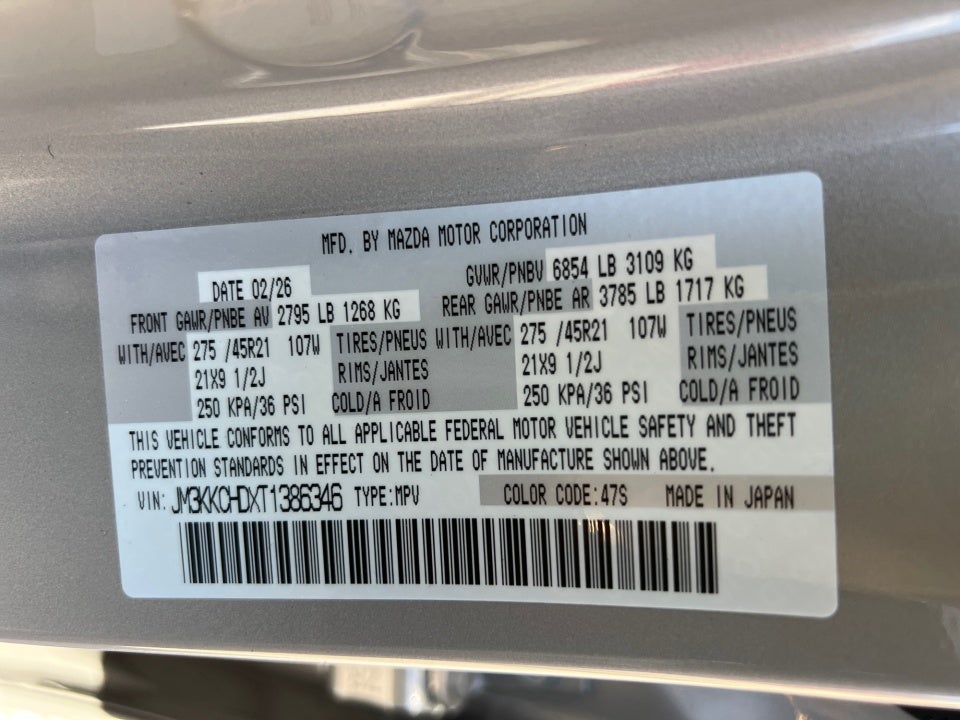 MFD. BY MAZDA MOTOR CORPORATION
DATE 02/26
GVWR/PNBV 6854 LB 3109 KG
FRONT GAWR/PNBE AV 2795 LB 1268 KG
REAR GAWR/PNBE AR 3785 LB 1717 KG
WITH/AVEC 275 /45R21 107W TIRES/PNEUS WITH/AVEC 275 /45R21 107W TIRES/PNEUS
21X9 1/2J RIMS/JANTES 21X9 1/2J RIMS/JANTES
250 KPA/36 PSI COLD/A FROID 250 KPA/36 PSI COLD/A FROID
THIS VEHICLE CONFORMS TO ALL APPLICABLE FEDERAL MOTOR VEHICLE SAFETY AND THEFT
PREVENTION STANDARDS IN EFFECT ON THE DATE OF MANUFACTURE SHOWN ABOVE.
VIN: JM3KKCHDXT1386346 TYPE:MPV COLOR CODE:47S MADE IN JAPAN